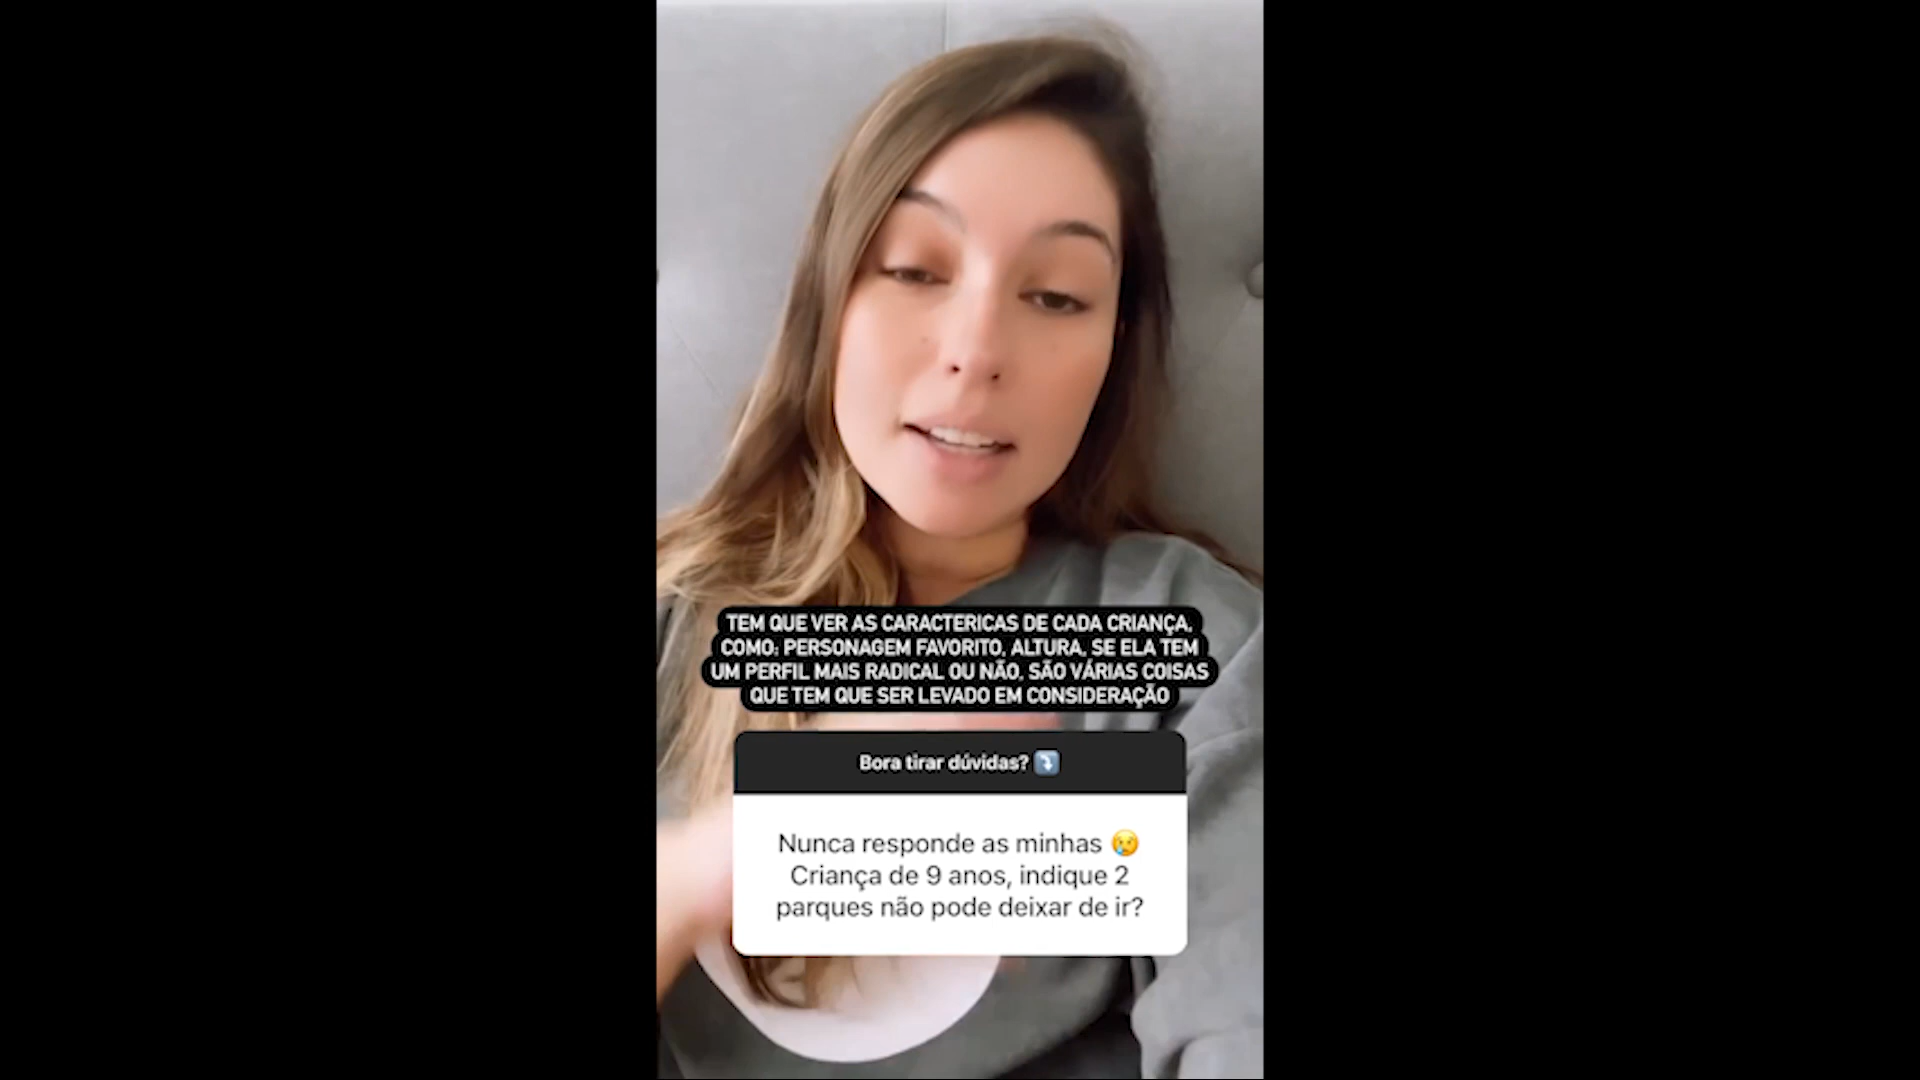 TEM QUE VER AS CARACTERICAS DE CADA CRIANÇA,
COMO: PERSONAGEM FAVORITO, ALTURA, SE ELA TEM
UM PERFIL MAIS RADICAL OU NÃO, SÃO VÁRIAS COISAS
QUE TEM QUE SER LEVADO EM CONSIDERAÇÃO
Bora tirar dúvidas? ⤵️
Nunca responde as minhas 😢
Criança de 9 anos, indique 2
parques não pode deixar de ir?